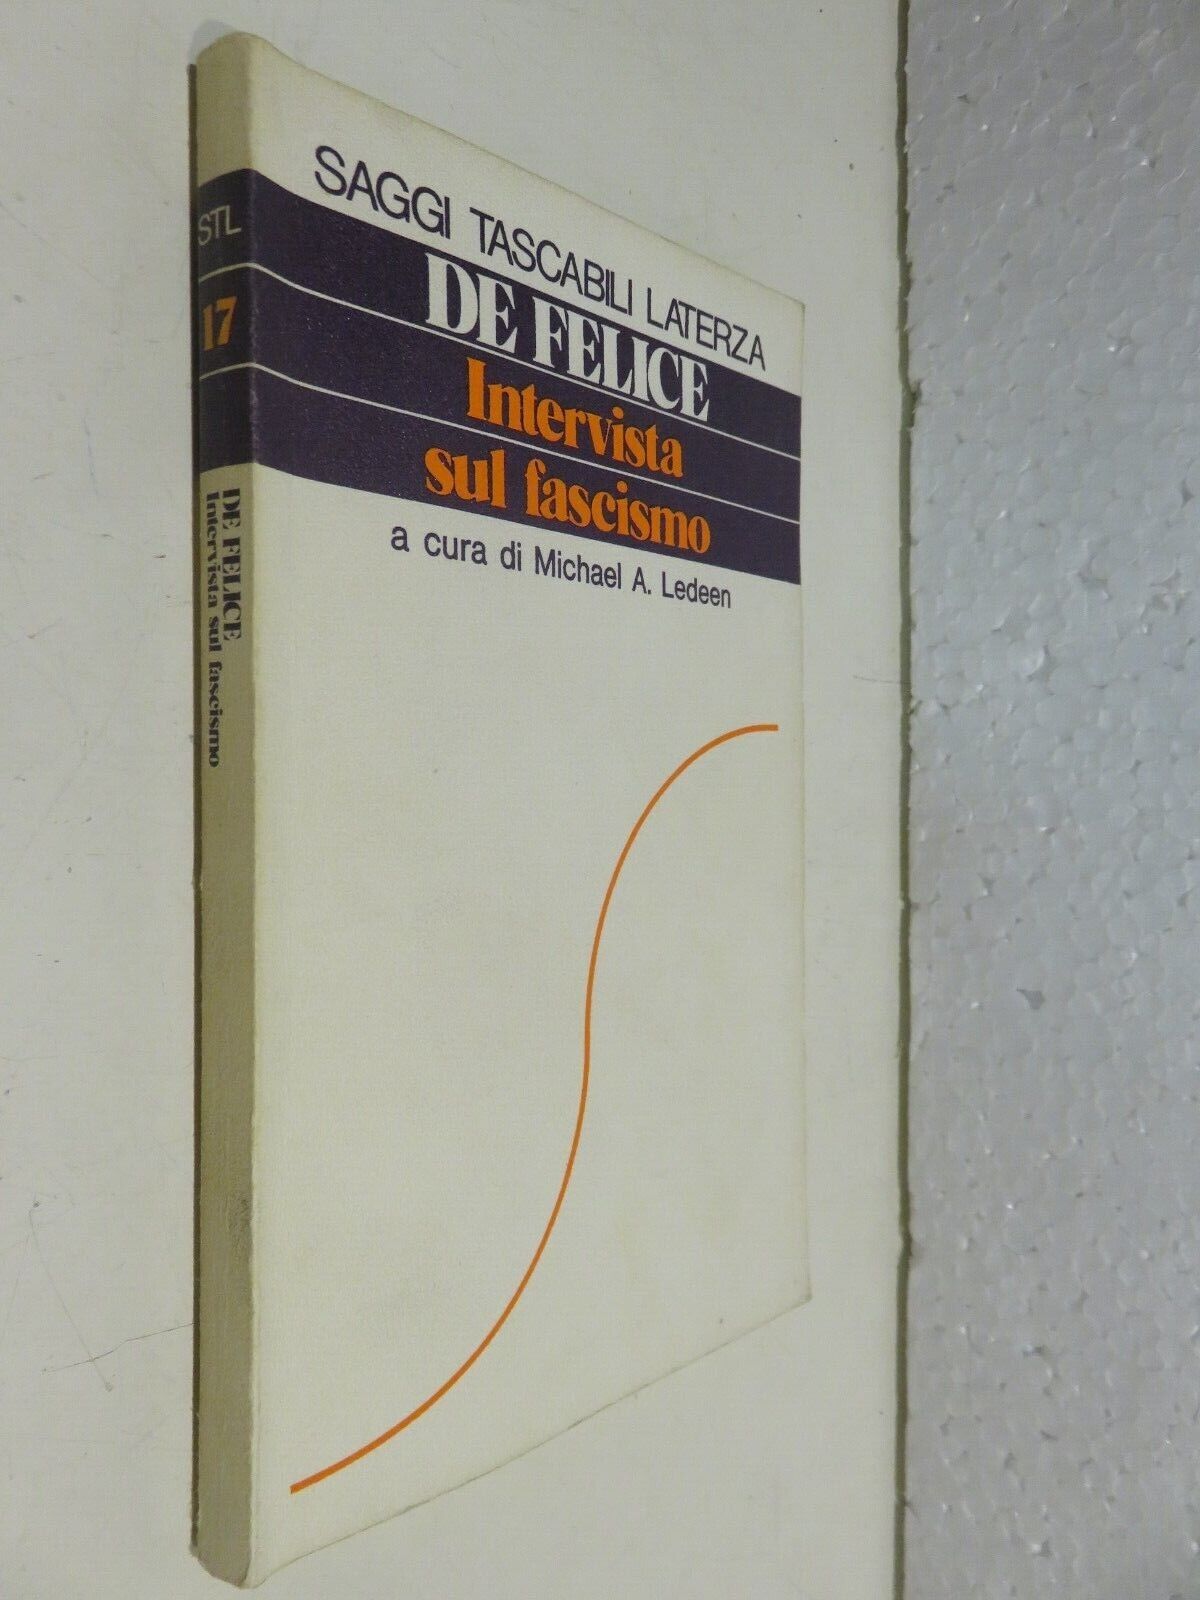 SAGGI TASCABILI LATERZA
DE FELICE
Intervista
sul fascismo
a cura di Michael A. Ledeen
STL
17
DE FELICE
Intervista sul fascismo